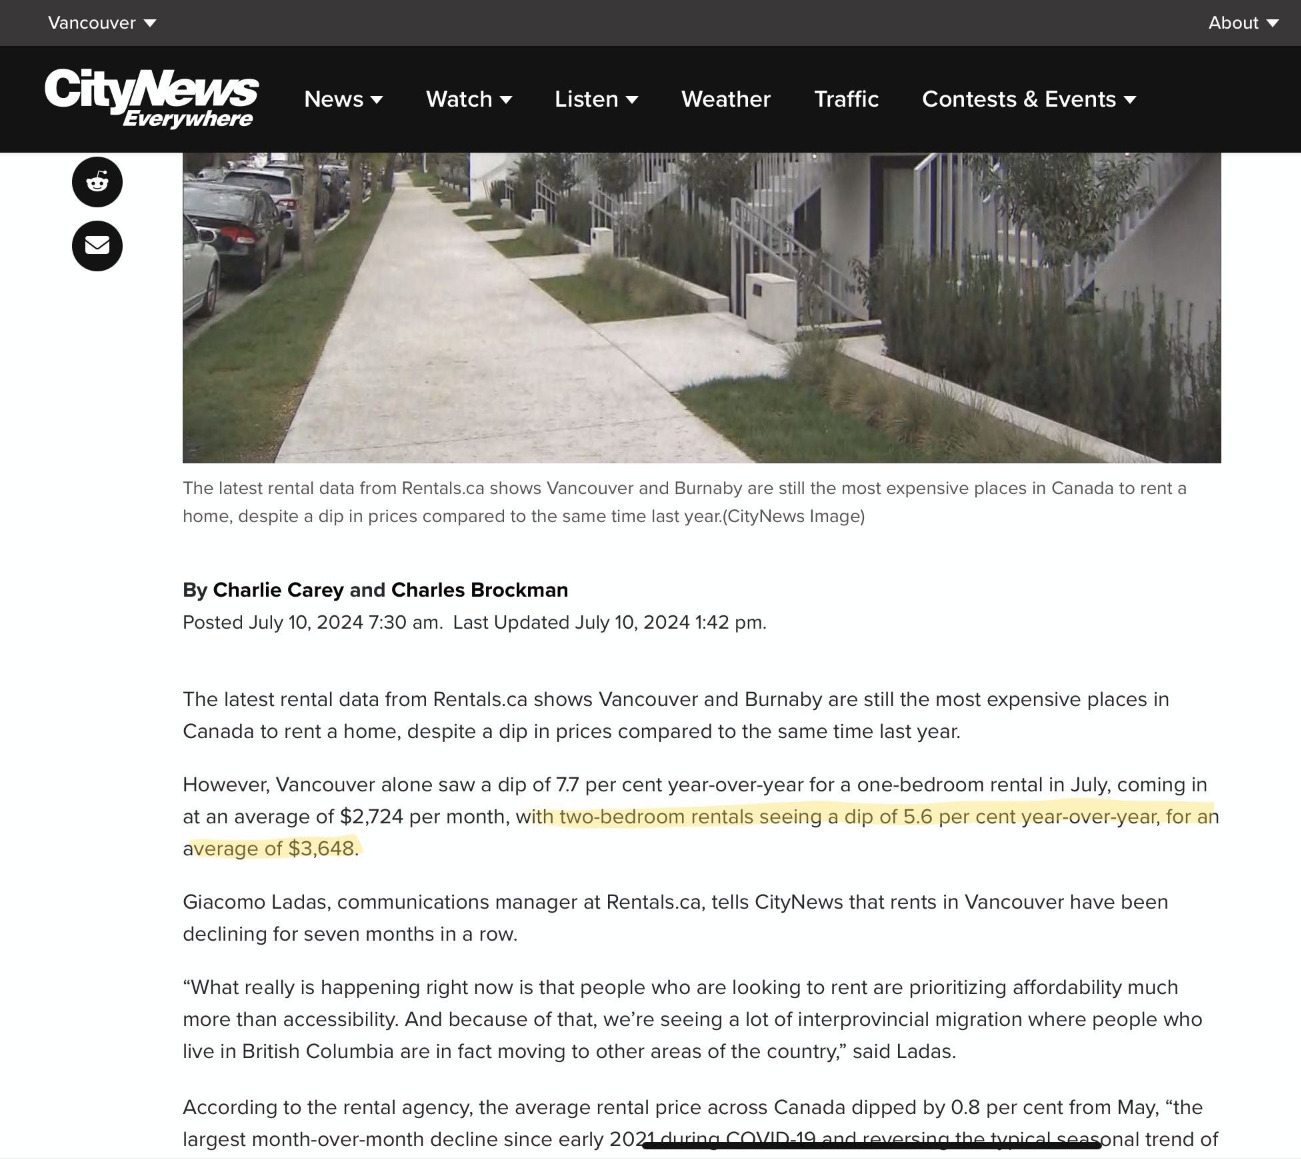 Vancouver
About
CityNews
Everywhere
News
Watch
Listen
Weather
Traffic
Contests & Events
The latest rental data from Rentals.ca shows Vancouver and Burnaby are still the most expensive places in Canada to rent a
home, despite a dip in prices compared to the same time last year.(CityNews Image)
By Charlie Carey and Charles Brockman
Posted July 10, 2024 7:30 am.  Last Updated July 10, 2024 1:42 pm.
The latest rental data from Rentals.ca shows Vancouver and Burnaby are still the most expensive places in
Canada to rent a home, despite a dip in prices compared to the same time last year.
However, Vancouver alone saw a dip of 7.7 per cent year-over-year for a one-bedroom rental in July, coming in
at an average of $2,724 per month, with two-bedroom rentals seeing a dip of 5.6 per cent year-over-year, for an
average of $3,648.
Giacomo Ladas, communications manager at Rentals.ca, tells CityNews that rents in Vancouver have been
declining for seven months in a row.
“What really is happening right now is that people who are looking to rent are prioritizing affordability much
more than accessibility. And because of that, we’re seeing a lot of interprovincial migration where people who
live in British Columbia are in fact moving to other areas of the country,” said Ladas.
According to the rental agency, the average rental price across Canada dipped by 0.8 per cent from May, “the
largest month-over-month decline since early 2021 during COVID-19 and reversing the typical seasonal trend of